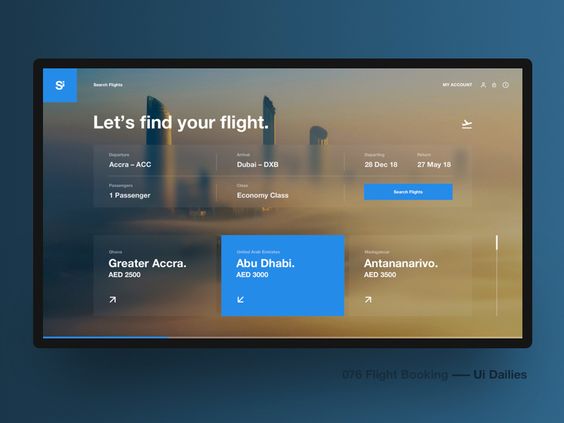 Si
Search Flights
MY ACCOUNT
Let's find your flight.
Departure
Arrival
Departing
Return
Accra – ACC
Dubai – DXB
28 Dec 18
27 May 18
Passengers
Class
1 Passenger
Economy Class
Search Flights
Ghana
United Arab Emirates
Madagascar
Greater Accra.
Abu Dhabi.
Antananarivo.
AED 2500
AED 3000
AED 3500
076 Flight Booking — Ui Dailies